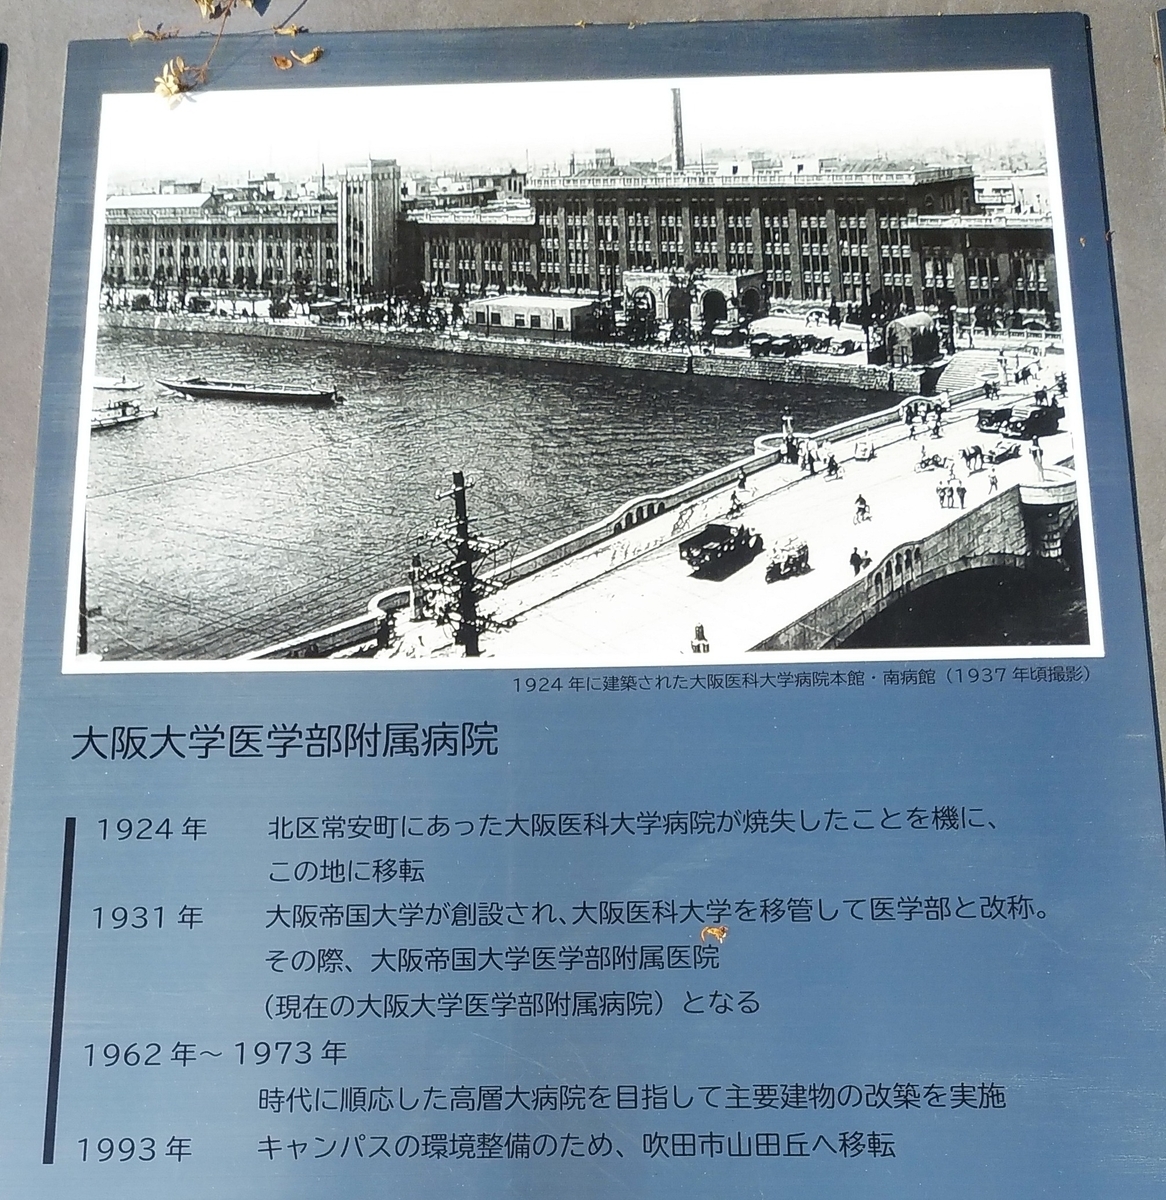 1924年に建築された大阪医科大学病院本館・南病館（1937年頃撮影）
大阪大学医学部附属病院
1924年 北区常安町にあった大阪医科大学病院が焼失したことを機に、
この地に移転
1931年 大阪帝国大学が創設され、大阪医科大学を移管して医学部と改称。
その際、大阪帝国大学医学部附属医院
（現在の大阪大学医学部附属病院）となる
1962年～1973年
時代に順応した高層大病院を目指して主要建物の改築を実施
1993年 キャンパスの環境整備のため、吹田市山田丘へ移転